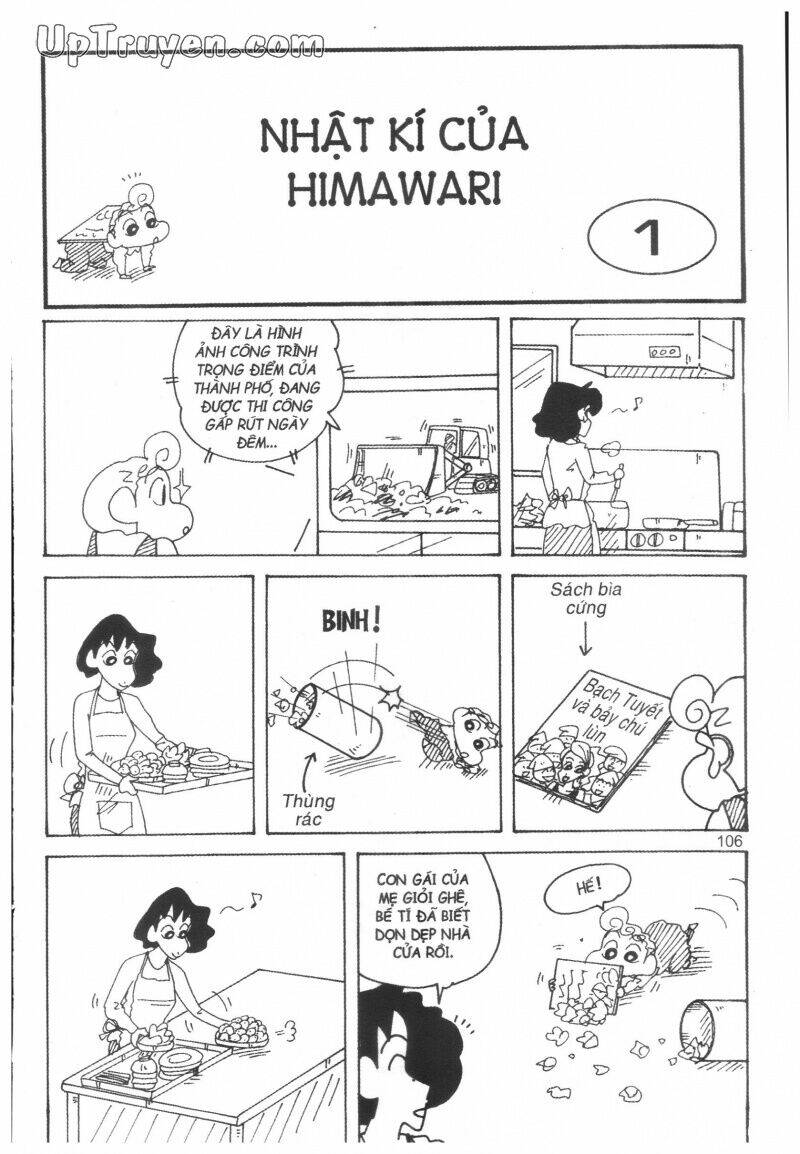 UpTruyen.com
NHẬT KÍ CỦA
HIMAWARI
1
ĐÂY LÀ HÌNH
ẢNH CÔNG TRÌNH
TRỌNG ĐIỂM CỦA
THÀNH PHỐ, ĐANG
ĐƯỢC THI CÔNG
GẤP RÚT NGÀY
ĐÊM...
BINH!
Thùng
rác
Sách bìa
cứng
Bạch Tuyết
và bảy chú
lùn
106
CON GÁI CỦA
MẸ GIỎI GHÊ,
BÉ TÍ ĐÃ BIẾT
DỌN DẸP NHÀ
CỬA RỒI.
HẾ!